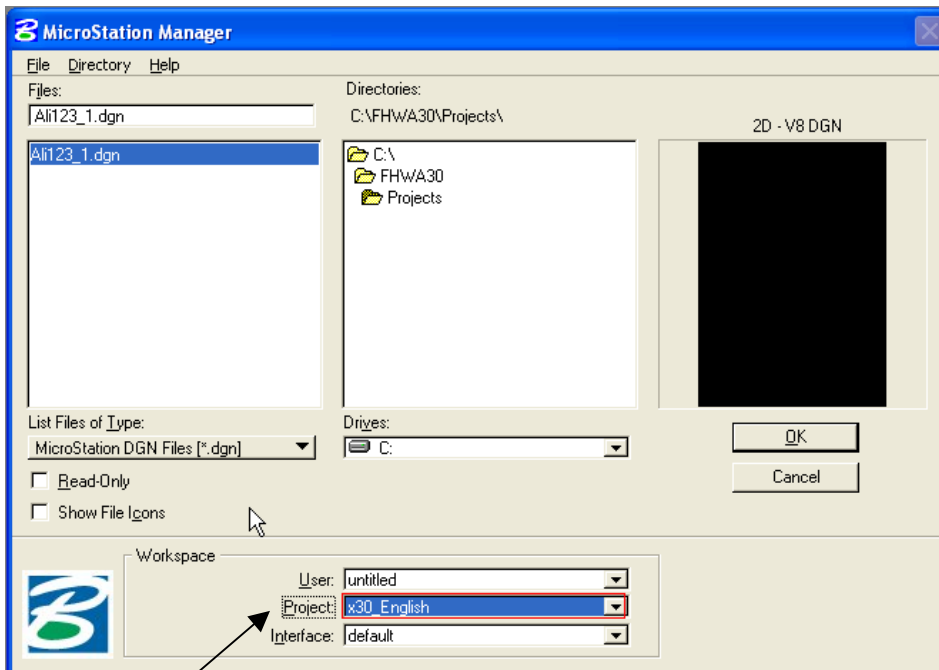 MicroStation Manager
File Directory Help
Files:
Ali123_1.dgn
Ali123_1.dgn
Directories:
C:\FHWA30\Projects\
C:\
FHWA30
Projects
2D - V8 DGN
List Files of Type:
MicroStation DGN Files [*.dgn]
Drives:
C:
Read-Only
Show File Icons
OK
Cancel
Workspace
User: untitled
Project: x30_English
Interface: default